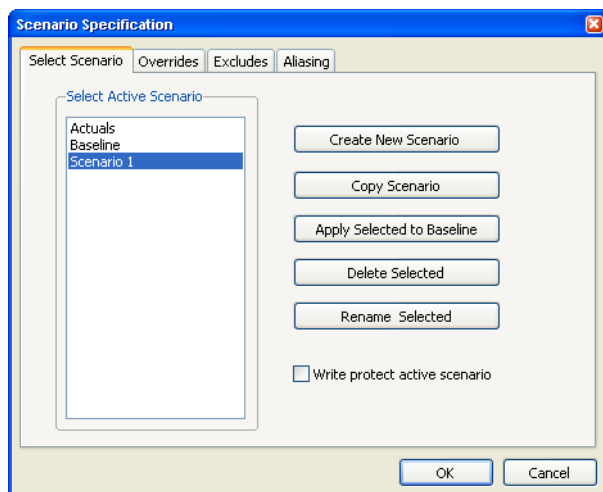 Scenario Specification
Select Scenario Overrides Excludes Aliasing
Select Active Scenario
Actuals
Baseline
Scenario 1
Create New Scenario
Copy Scenario
Apply Selected to Baseline
Delete Selected
Rename Selected
Write protect active scenario
OK Cancel